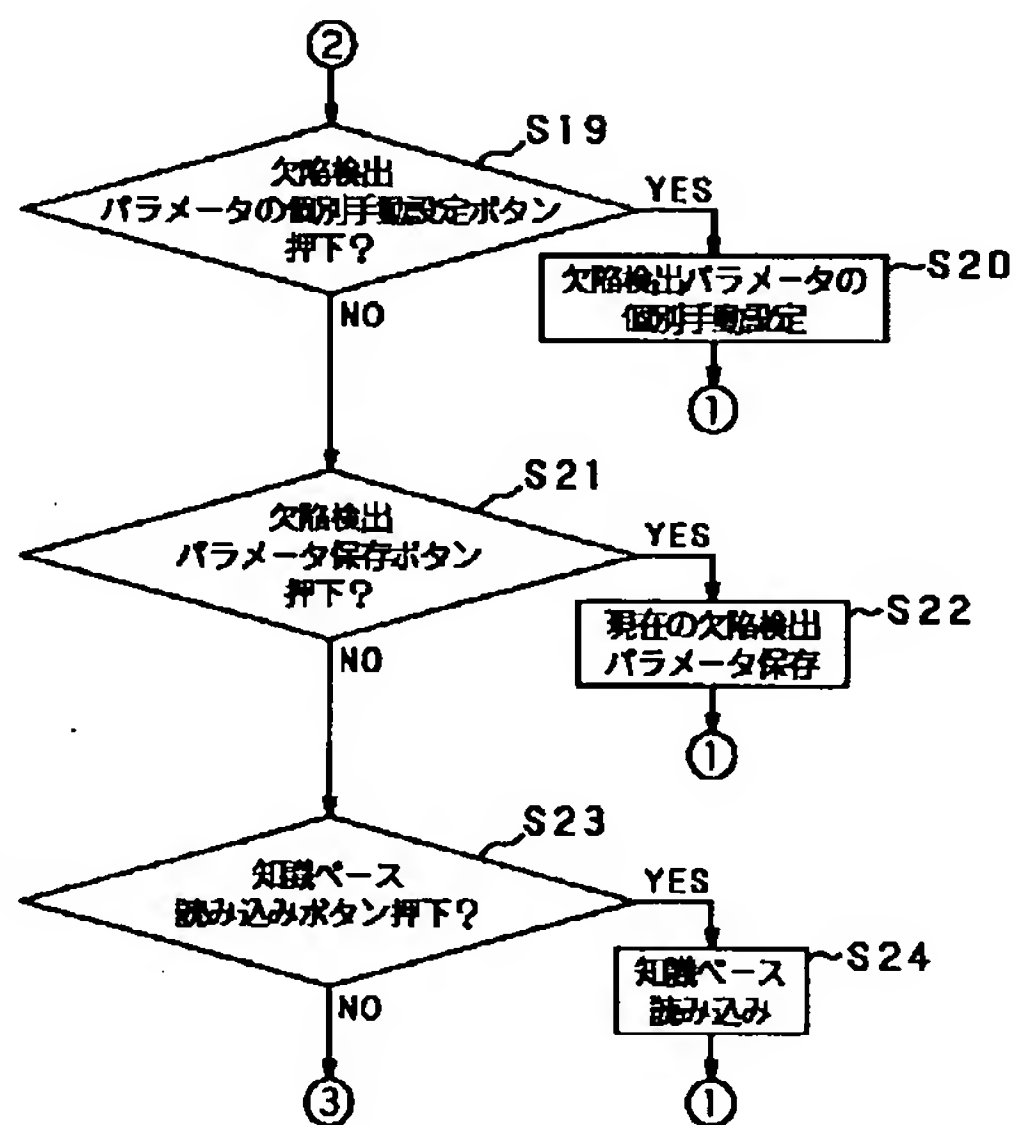 ②
S19
欠陥検出
パラメータの個別手動設定ボタン
押下?
YES
NO
S20
欠陥検出パラメータの
個別手動設定
①
S21
欠陥検出
パラメータ保存ボタン
押下?
YES
NO
S22
現在の欠陥検出
パラメータ保存
①
S23
知識ベース
読み込みボタン押下?
YES
NO
S24
知識ベース
読み込み
③
①